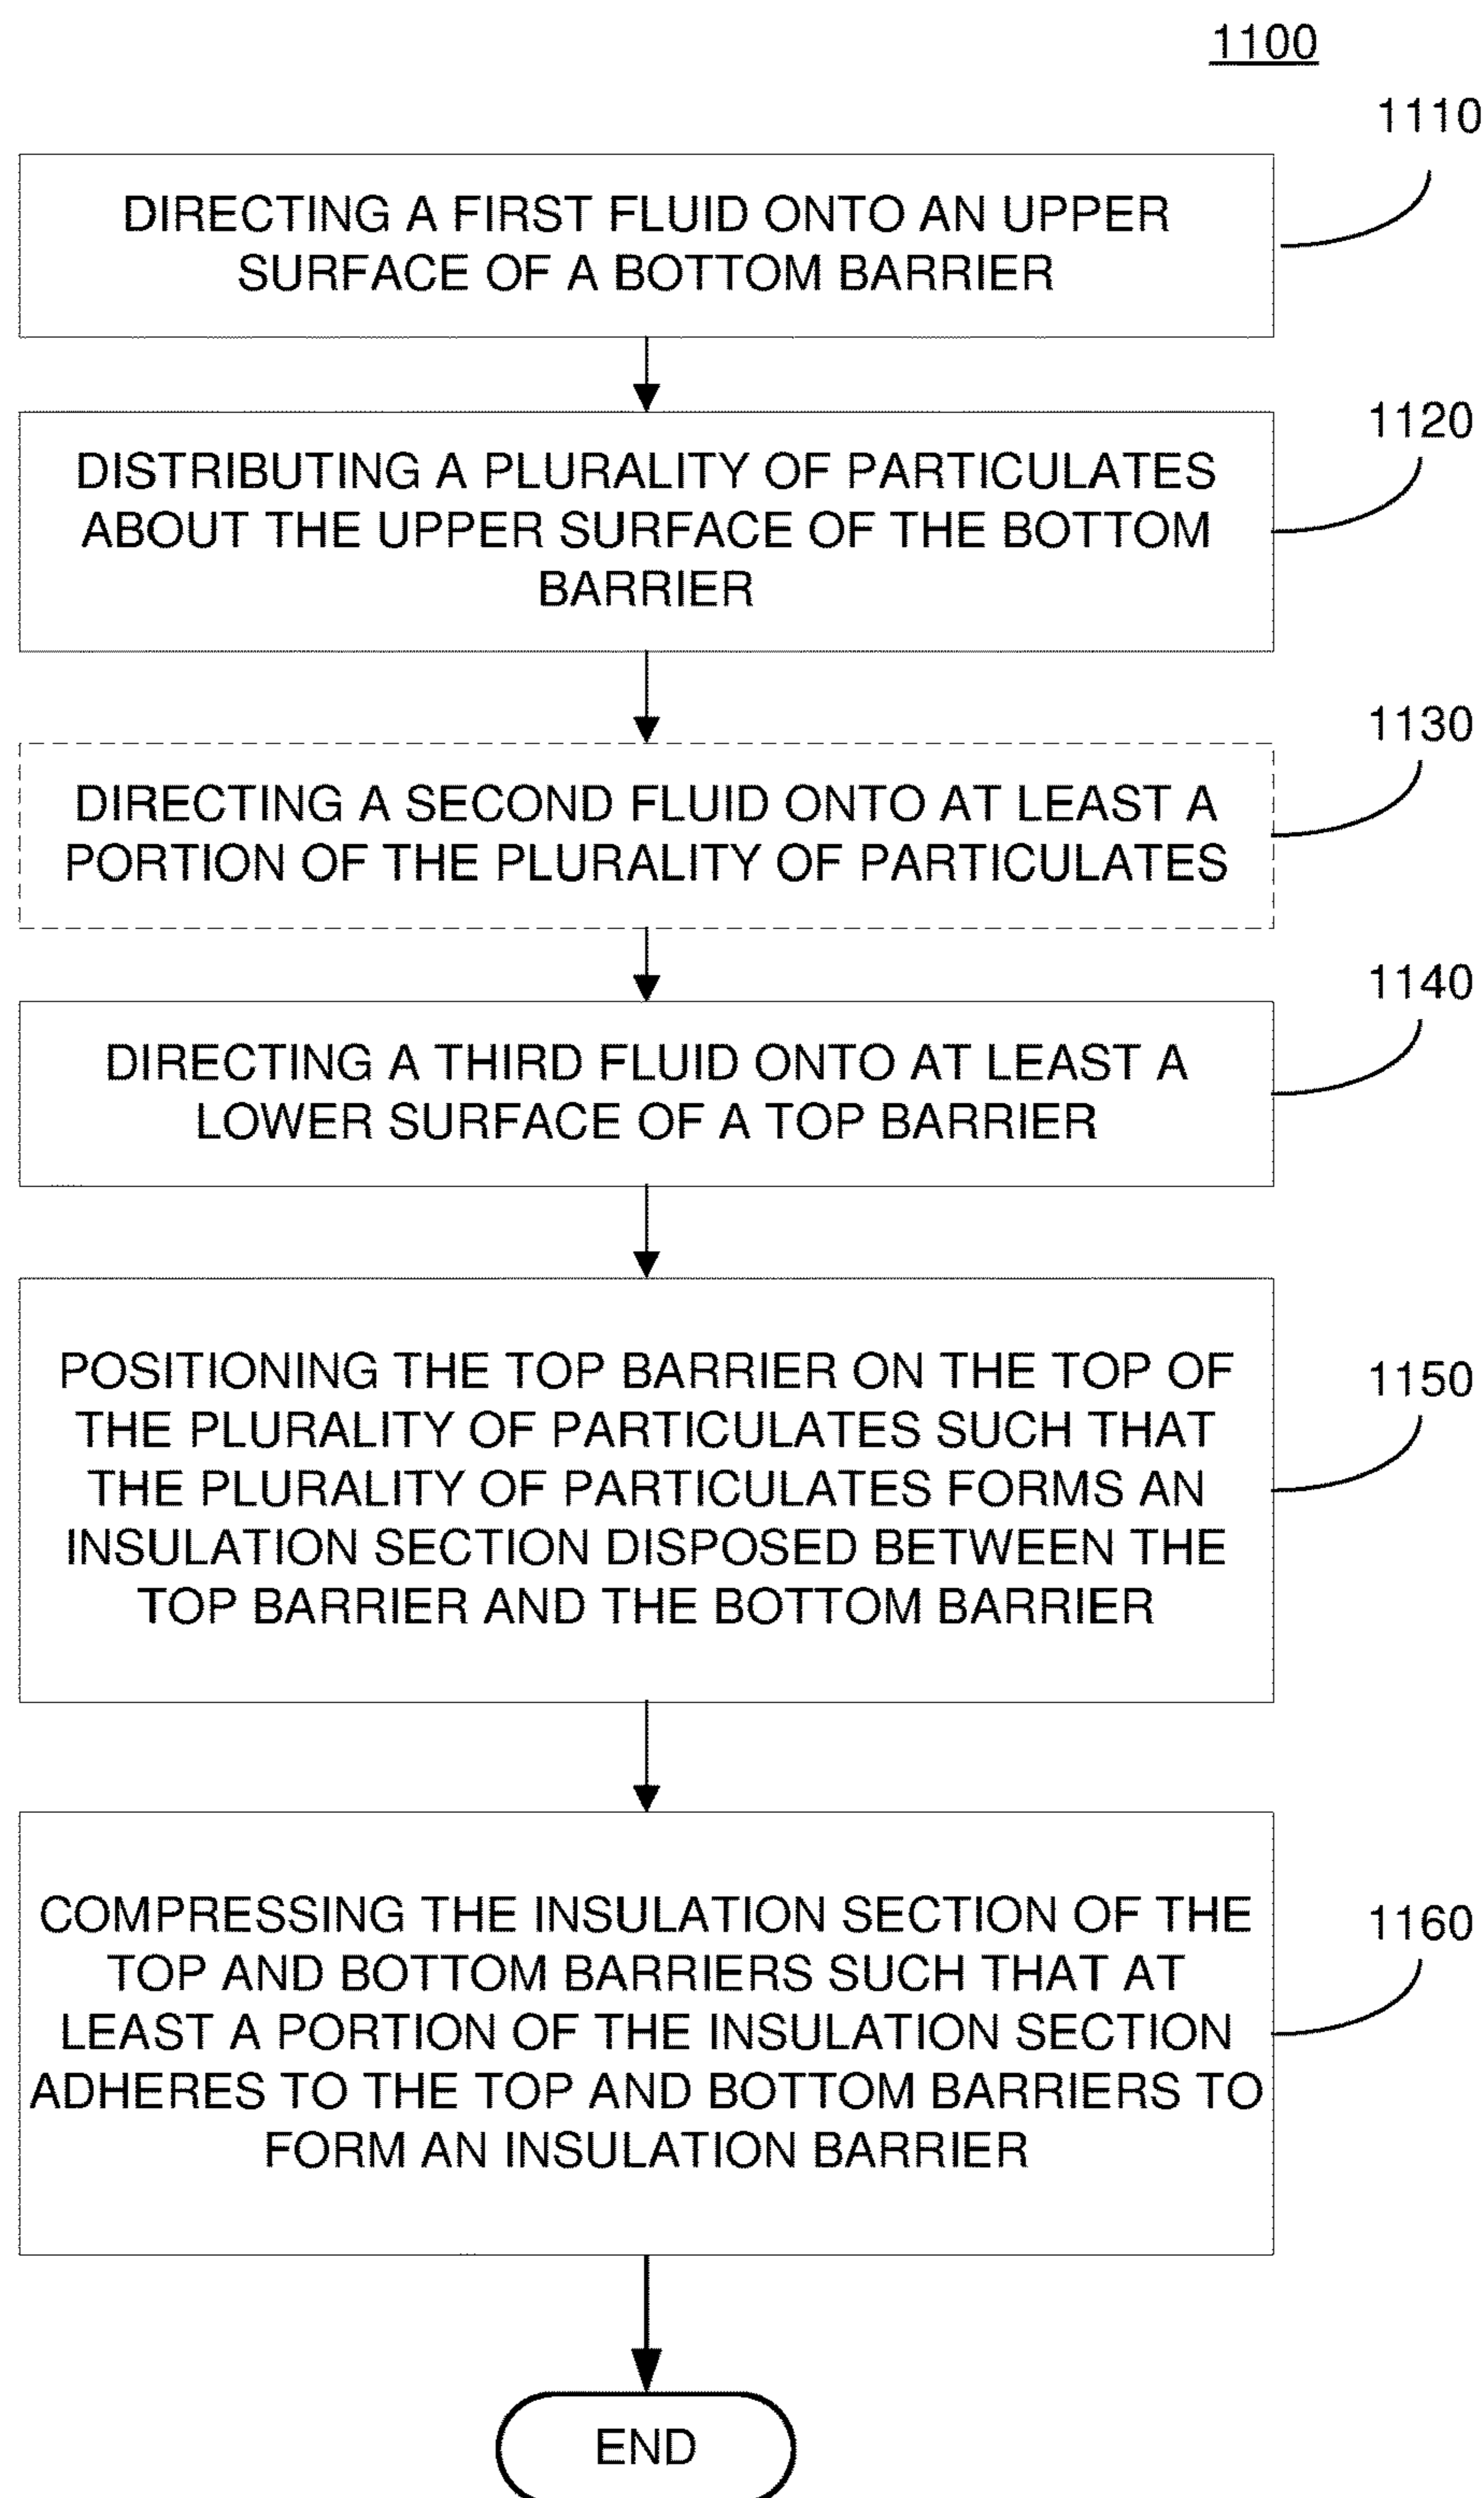 1100
1110
DIRECTING A FIRST FLUID ONTO AN UPPER
SURFACE OF A BOTTOM BARRIER
1120
DISTRIBUTING A PLURALITY OF PARTICULATES
ABOUT THE UPPER SURFACE OF THE BOTTOM
BARRIER
1130
DIRECTING A SECOND FLUID ONTO AT LEAST A
PORTION OF THE PLURALITY OF PARTICULATES
1140
DIRECTING A THIRD FLUID ONTO AT LEAST A
LOWER SURFACE OF A TOP BARRIER
1150
POSITIONING THE TOP BARRIER ON THE TOP OF
THE PLURALITY OF PARTICULATES SUCH THAT
THE PLURALITY OF PARTICULATES FORMS AN
INSULATION SECTION DISPOSED BETWEEN THE
TOP BARRIER AND THE BOTTOM BARRIER
1160
COMPRESSING THE INSULATION SECTION OF THE
TOP AND BOTTOM BARRIERS SUCH THAT AT
LEAST A PORTION OF THE INSULATION SECTION
ADHERES TO THE TOP AND BOTTOM BARRIERS TO
FORM AN INSULATION BARRIER
END